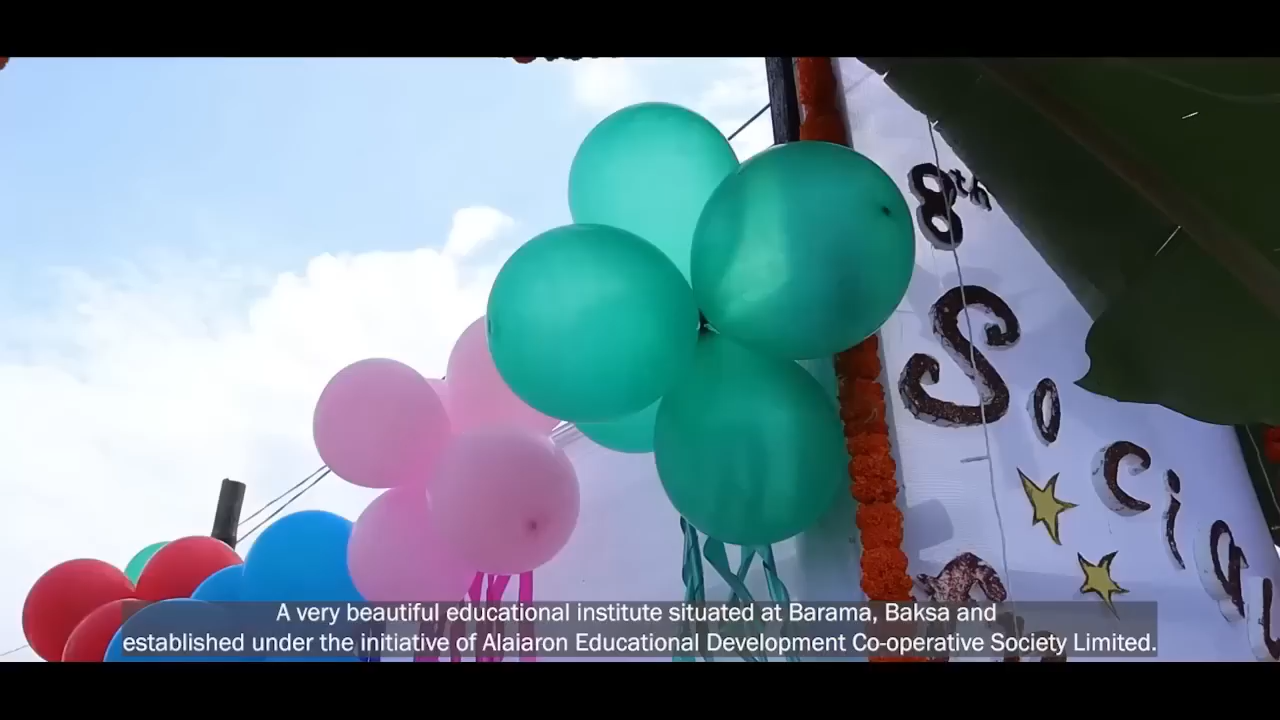 8th
Social
A very beautiful educational institute situated at Barama, Baksa and
established under the initiative of Alaiaron Educational Development Co-operative Society Limited.